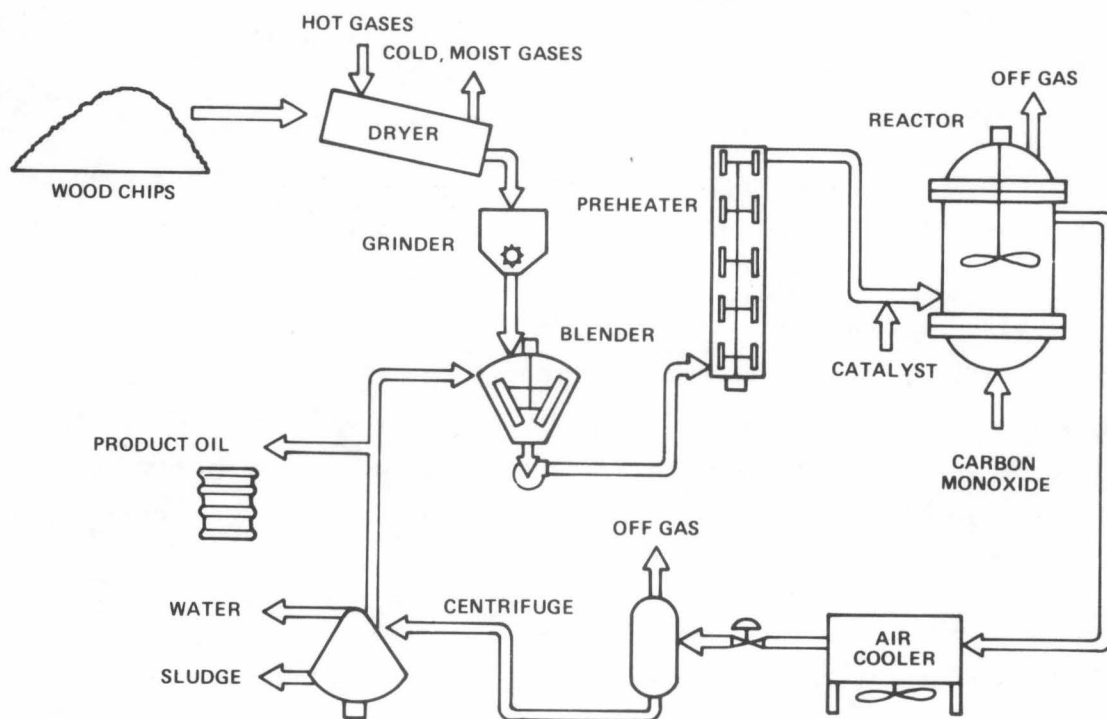 HOT GASES
COLD, MOIST GASES
OFF GAS
DRYER
REACTOR
WOOD CHIPS
PREHEATER
GRINDER
BLENDER
CATALYST
PRODUCT OIL
CARBON
MONOXIDE
OFF GAS
WATER
CENTRIFUGE
AIR
COOLER
SLUDGE